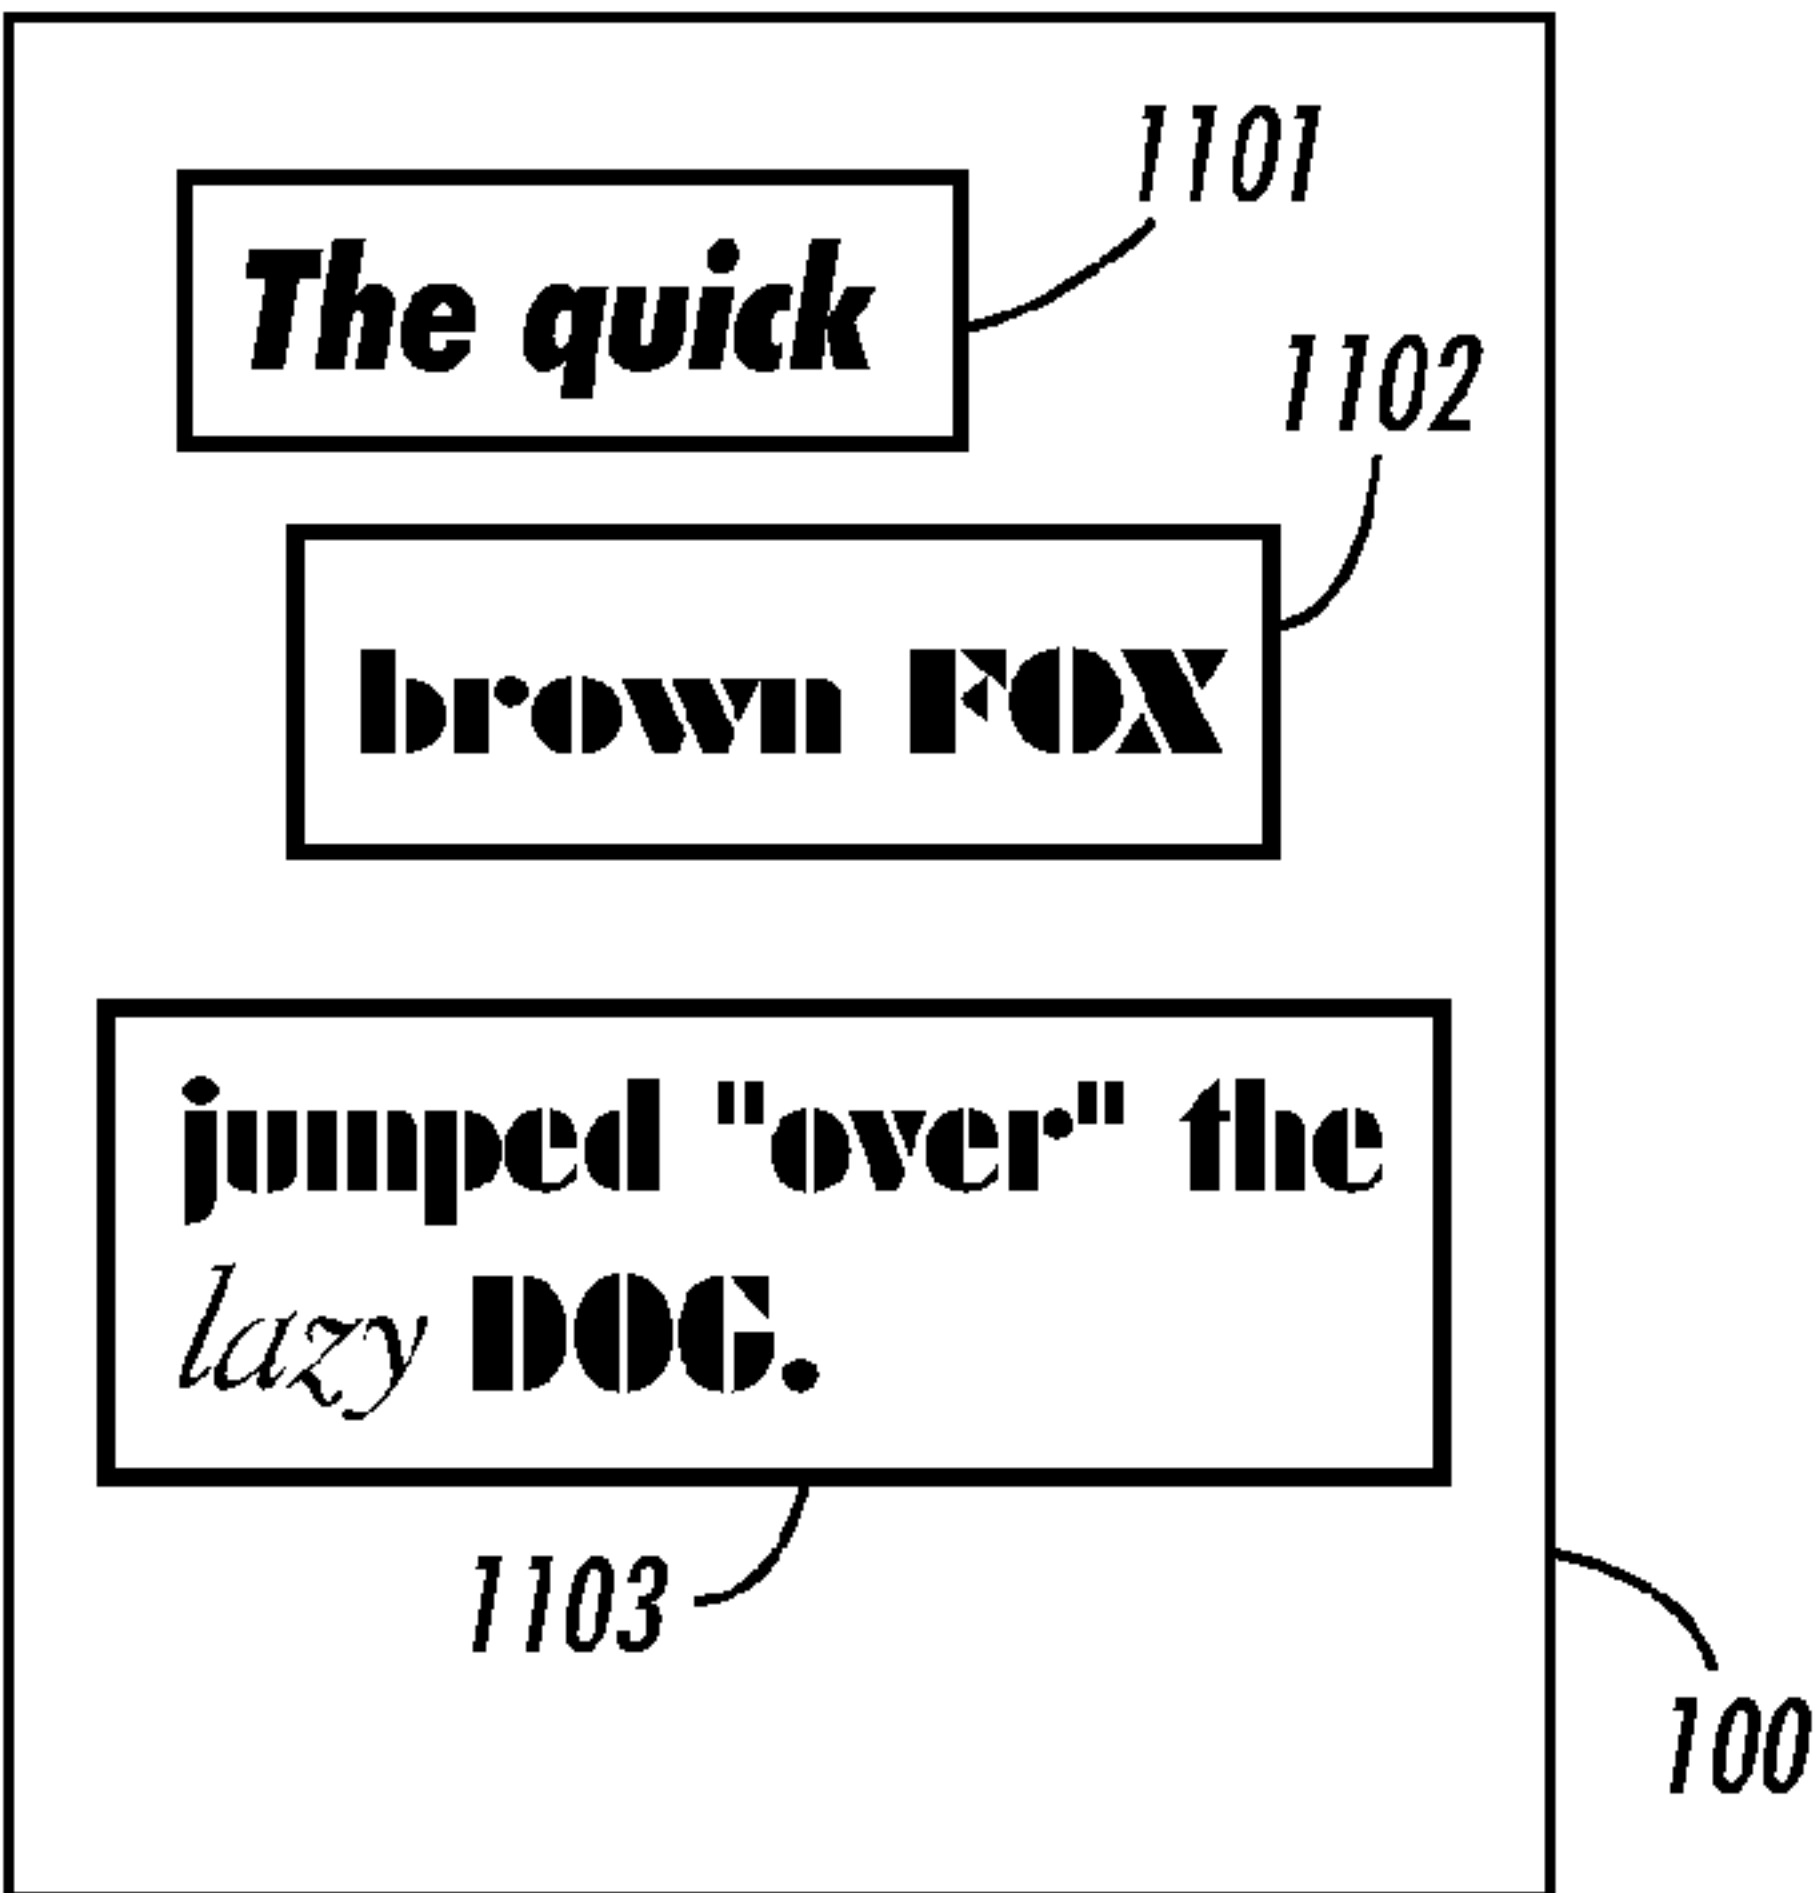 1101
The quick
1102
brown FOX
jumped "over" the
lazy DOG.
1103
100